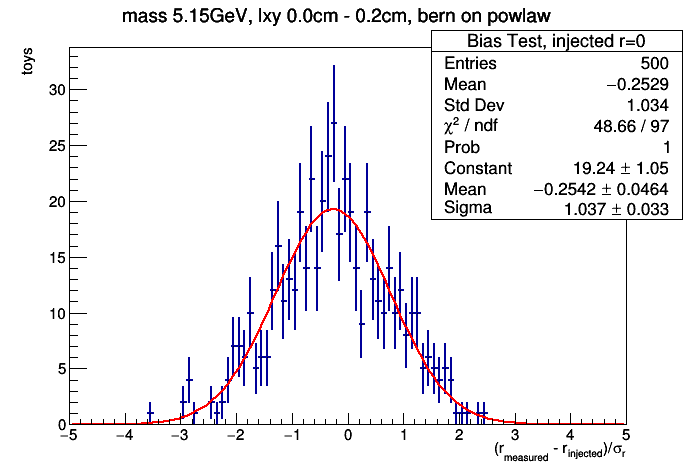 mass 5.15GeV, lxy 0.0cm - 0.2cm, bern on powlaw
toys
Bias Test, injected r=0
Entries 500
Mean −0.2529
Std Dev 1.034
χ² / ndf 48.66 / 97
Prob 1
Constant 19.24 ± 1.05
Mean −0.2542 ± 0.0464
Sigma 1.037 ± 0.033
30
25
20
15
10
5
0
−5 −4 −3 −2 −1 0 1 2 3 4 5
(r_measured - r_injected)/σ_r